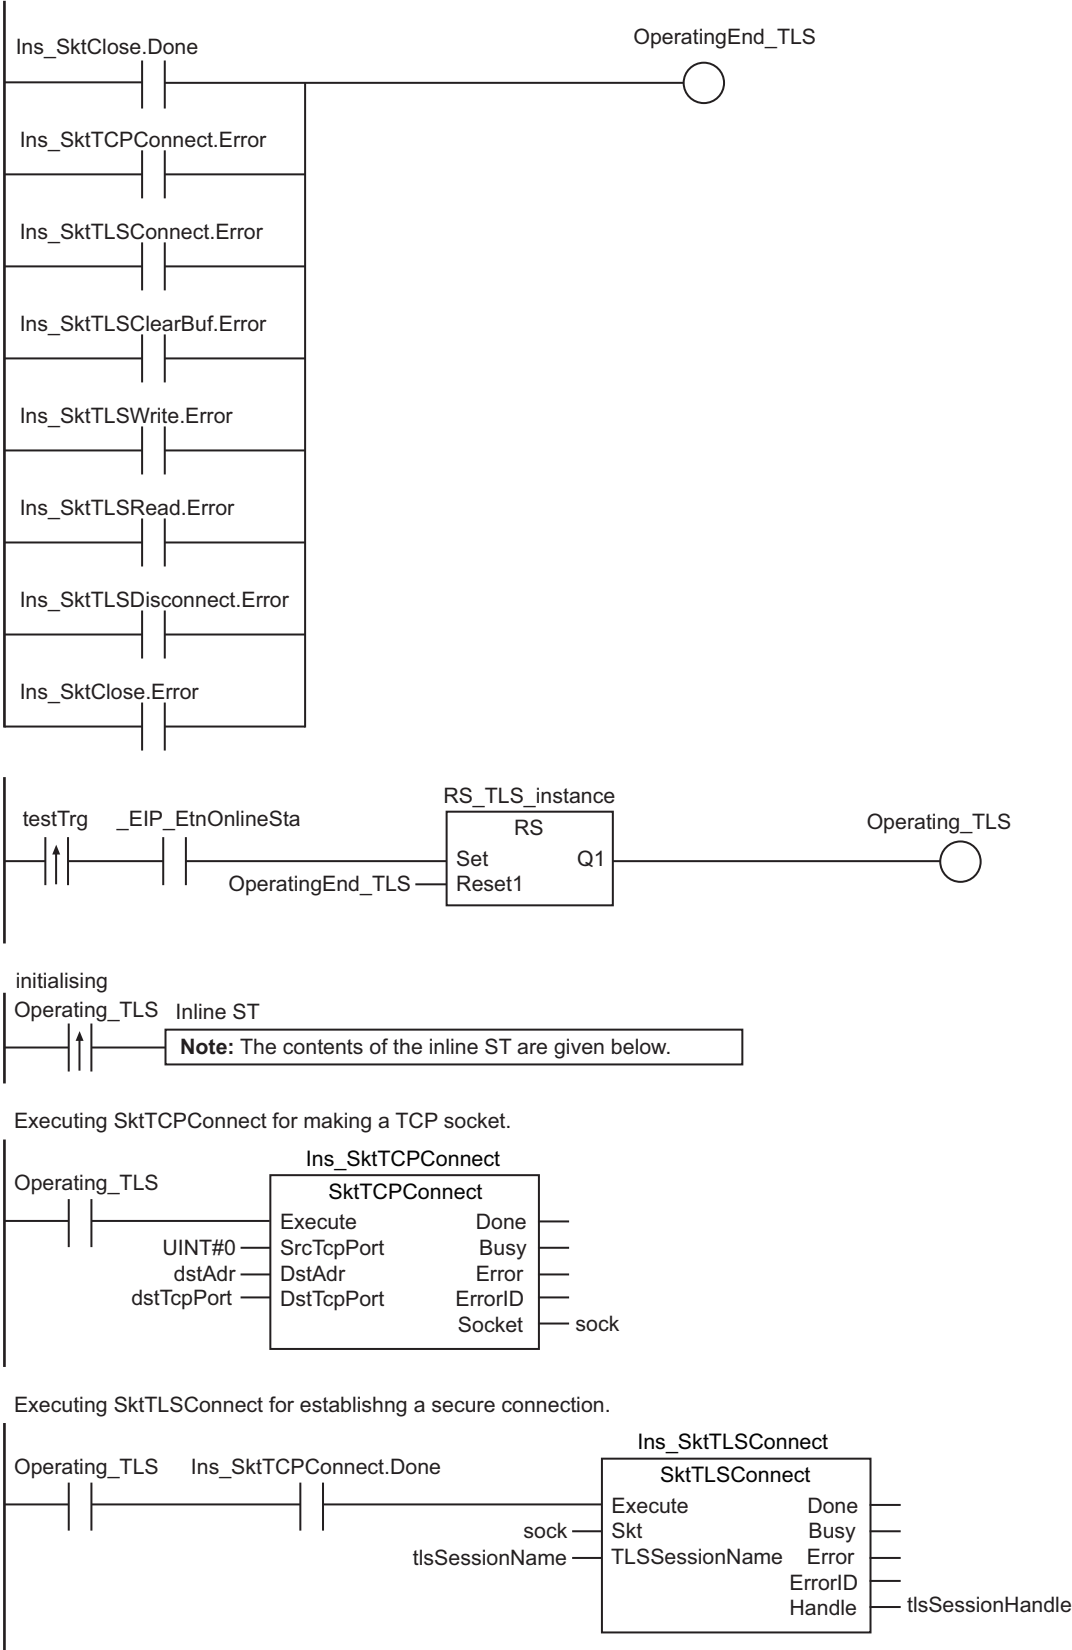 Ins_SktClose.Done
OperatingEnd_TLS
Ins_SktTCPConnect.Error
Ins_SktTLSConnect.Error
Ins_SktTLSClearBuf.Error
Ins_SktTLSWrite.Error
Ins_SktTLSRead.Error
Ins_SktTLSDisconnect.Error
Ins_SktClose.Error
RS_TLS_instance
testTrg _EIP_EtnOnlineSta RS Operating_TLS
Set Q1
OperatingEnd_TLS Reset1
initialising
Operating_TLS Inline ST
Note: The contents of the inline ST are given below.
Executing SktTCPConnect for making a TCP socket.
Ins_SktTCPConnect
Operating_TLS SktTCPConnect
Execute Done
UINT#0 SrcTcpPort Busy
dstAdr DstAdr Error
dstTcpPort DstTcpPort ErrorID
Socket sock
Executing SktTLSConnect for establishng a secure connection.
Ins_SktTLSConnect
Operating_TLS Ins_SktTCPConnect.Done SktTLSConnect
Execute Done
sock Skt Busy
tlsSessionName TLSSessionName Error
ErrorID
Handle tlsSessionHandle